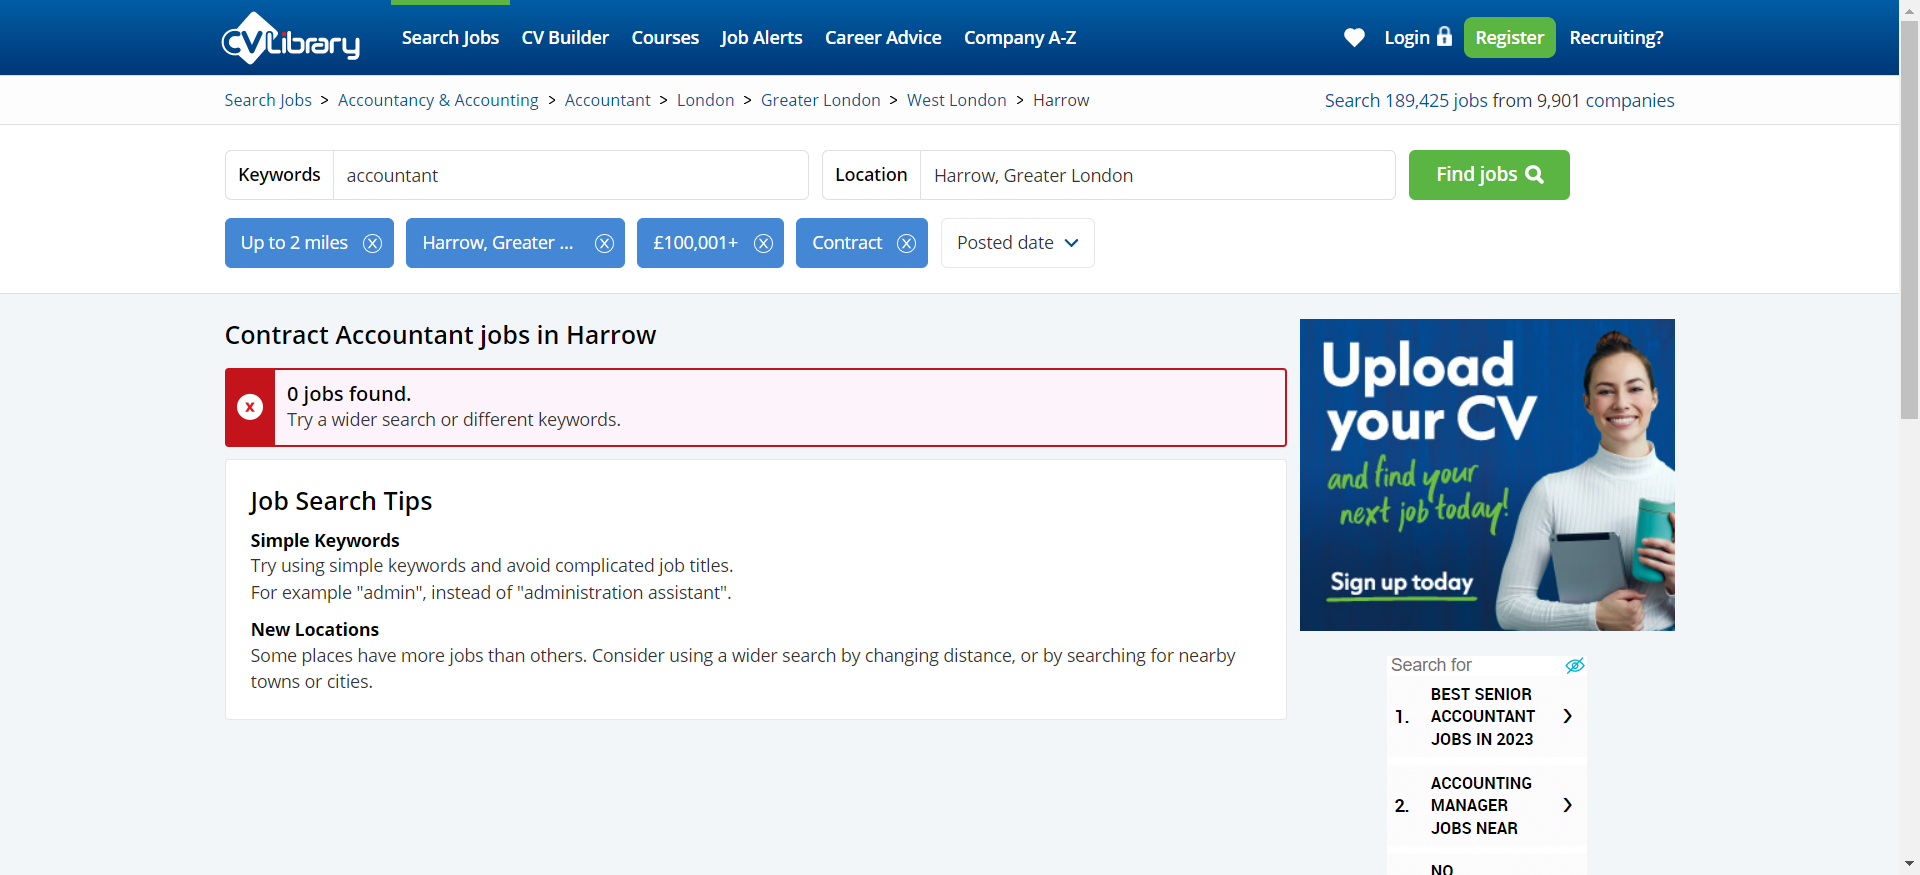 CVLibrary
Search Jobs
CV Builder
Courses
Job Alerts
Career Advice
Company A-Z
Login
Register
Recruiting?
Search Jobs > Accountancy & Accounting > Accountant > London > Greater London > West London > Harrow
Search 189,425 jobs from 9,901 companies
Keywords
accountant
Location
Harrow, Greater London
Find jobs
Up to 2 miles
Harrow, Greater ...
£100,001+
Contract
Posted date
Contract Accountant jobs in Harrow
0 jobs found.
Try a wider search or different keywords.
Job Search Tips
Simple Keywords
Try using simple keywords and avoid complicated job titles.
For example "admin", instead of "administration assistant".
New Locations
Some places have more jobs than others. Consider using a wider search by changing distance, or by searching for nearby
towns or cities.
Upload
your CV
and find your
next job today!
Sign up today
Search for
1.
BEST SENIOR
ACCOUNTANT
JOBS IN 2023
2.
ACCOUNTING
MANAGER
JOBS NEAR
NO